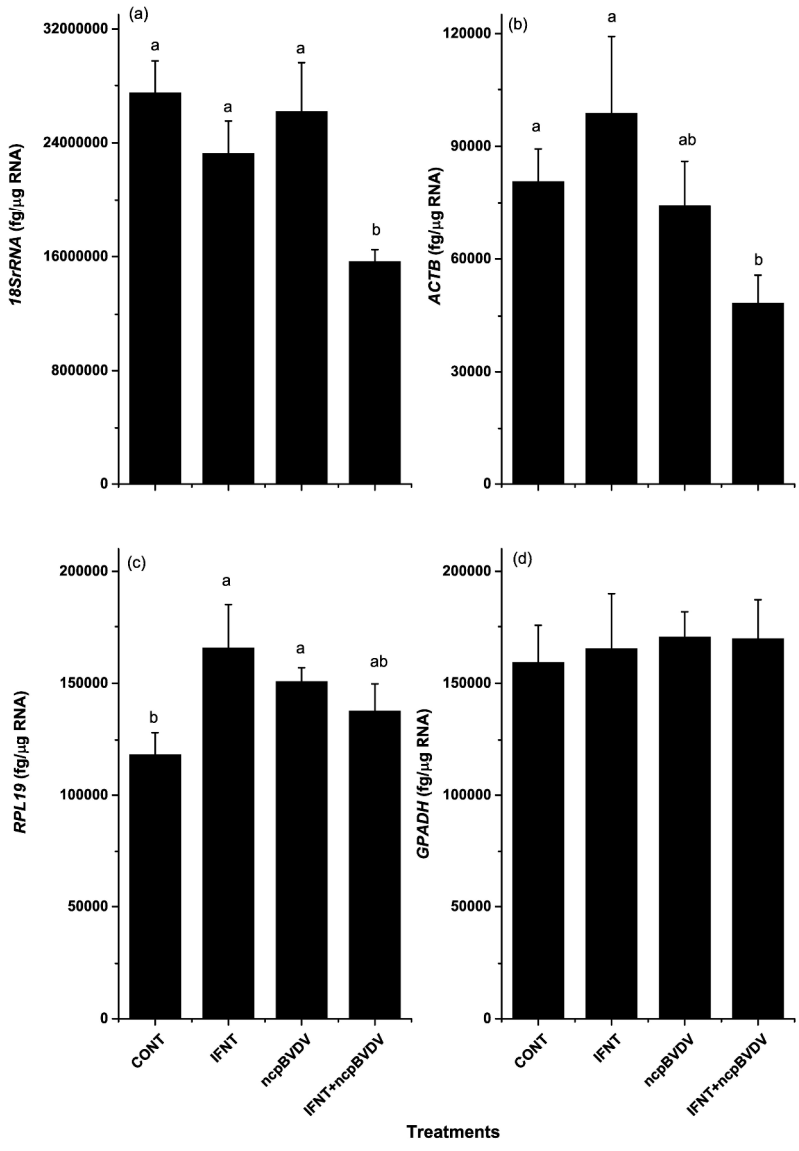 (a)
18SrRNA (fg/μg RNA)
32000000
24000000
16000000
8000000
0
a
a
a
b
(b)
ACTB (fg/μg RNA)
120000
90000
60000
30000
0
a
a
ab
b
(c)
RPL19 (fg/μg RNA)
200000
150000
100000
50000
0
b
a
a
ab
CONT
IFNT
ncpBVDV
IFNT+ncpBVDV
(d)
GPADH (fg/μg RNA)
200000
150000
100000
50000
0
CONT
IFNT
ncpBVDV
IFNT+ncpBVDV
Treatments